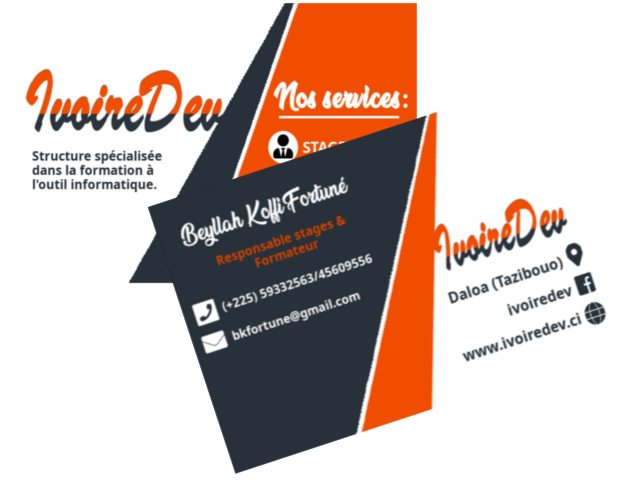 IvoireDev
Structure spécialisée
dans la formation à
l'outil informatique.
Nos services:
Beyllah Koffi Fortuné
Responsable stages &
Formateur
(+225) 59332563/45609556
bkfortune@gmail.com
IvoireDev
Daloa (Tazibouo)
ivoiredev
www.ivoiredev.ci